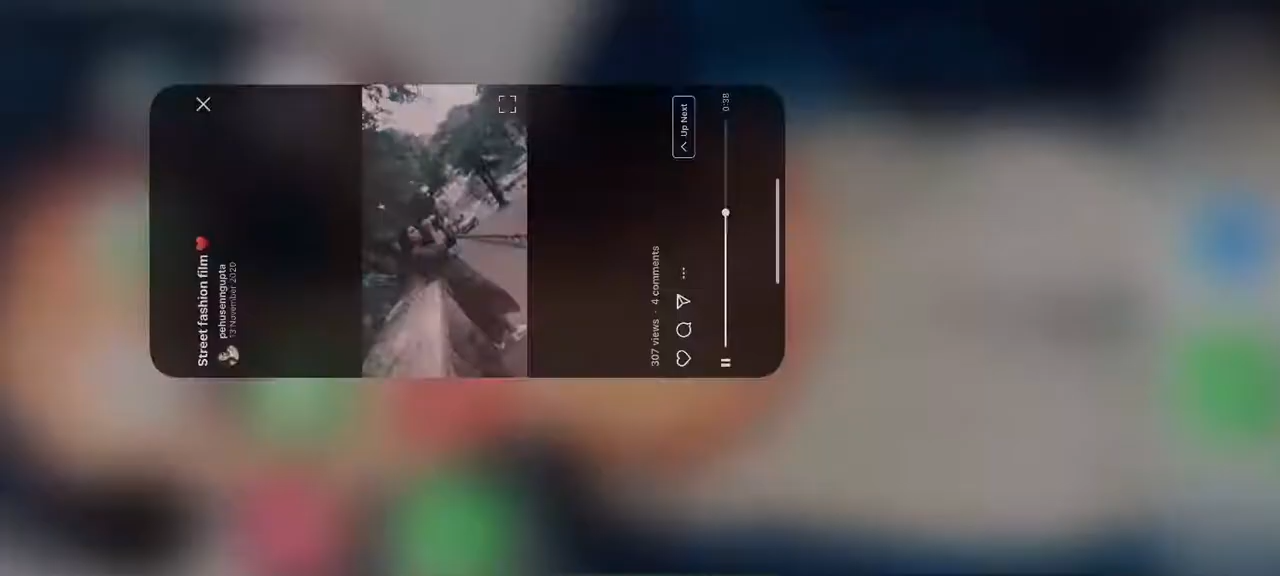 Street fashion film ❤️
pehusenngupta
13 November 2020
307 views · 4 comments
Up Next
0:38